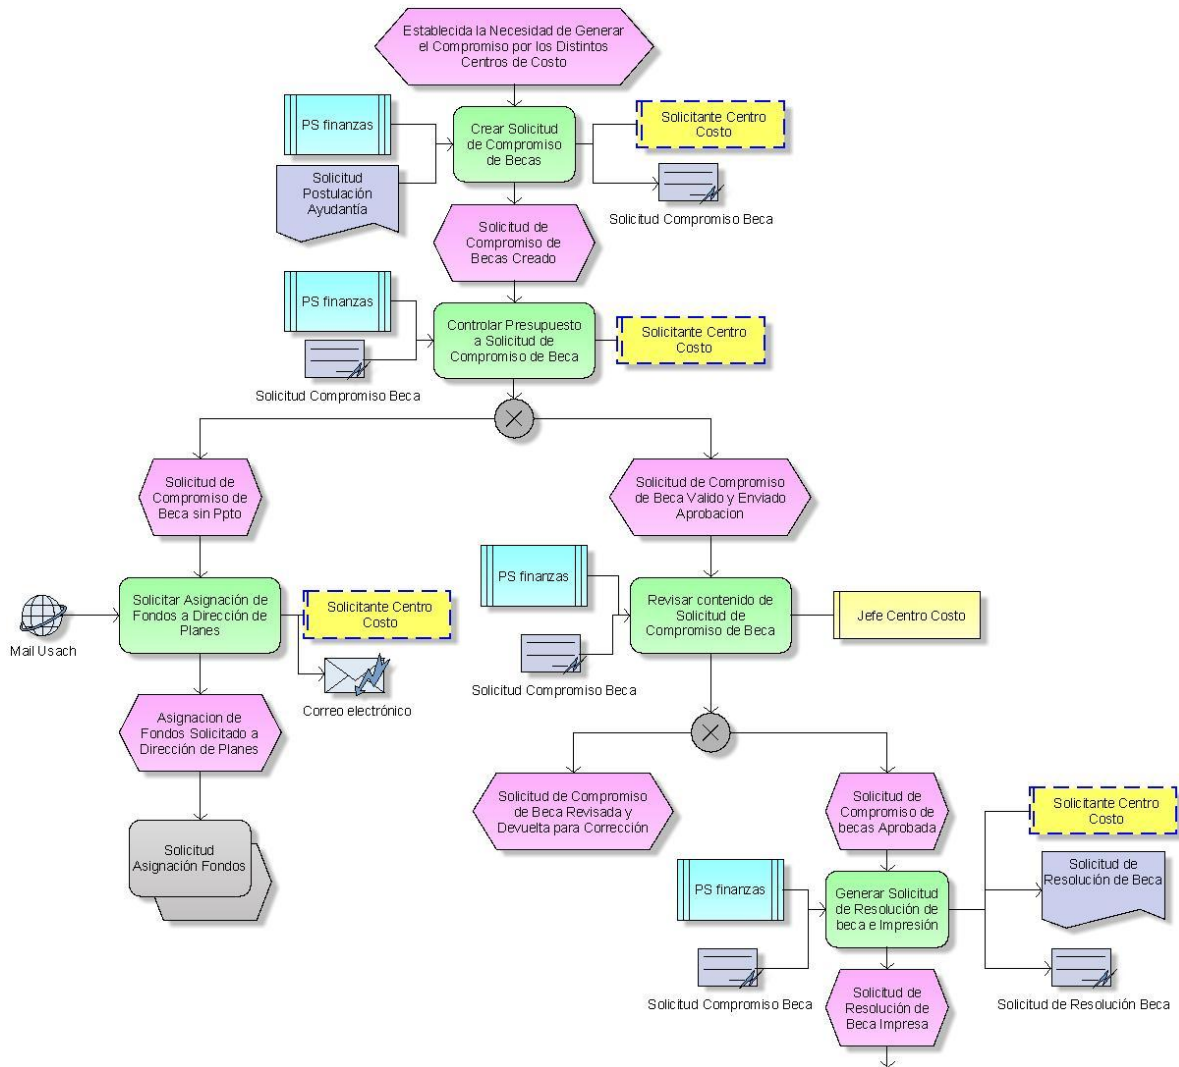 Establecida la Necesidad de Generar
el Compromiso por los Distintos
Centros de Costo
PS finanzas
Crear Solicitud
de Compromiso
de Becas
Solicitante Centro
Costo
Solicitud
Postulación
Ayudantía
Solicitud Compromiso Beca
Solicitud de
Compromiso de
Becas Creado
PS finanzas
Controlar Presupuesto
a Solicitud de
Compromiso de Beca
Solicitante Centro
Costo
Solicitud Compromiso Beca
Solicitud de
Compromiso de
Beca sin Ppto
Solicitud de Compromiso
de Beca Valido y Enviado
Aprobacion
Mail Usach
Solicitar Asignación de
Fondos a Dirección de
Planes
Solicitante Centro
Costo
Correo electrónico
PS finanzas
Revisar contenido de
Solicitud de
Compromiso de Beca
Jefe Centro Costo
Solicitud Compromiso Beca
Asignacion de
Fondos Solicitado a
Dirección de Planes
Solicitud
Asignación Fondos
Solicitud de Compromiso
de Beca Revisada y
Devuelta para Corrección
Solicitud de
Compromiso de
becas Aprobada
Solicitante Centro
Costo
PS finanzas
Generar Solicitud
de Resolución de
beca e Impresión
Solicitud de
Resolución de Beca
Solicitud Compromiso Beca
Solicitud de Resolución Beca
Solicitud de
Resolución de
Beca Impresa